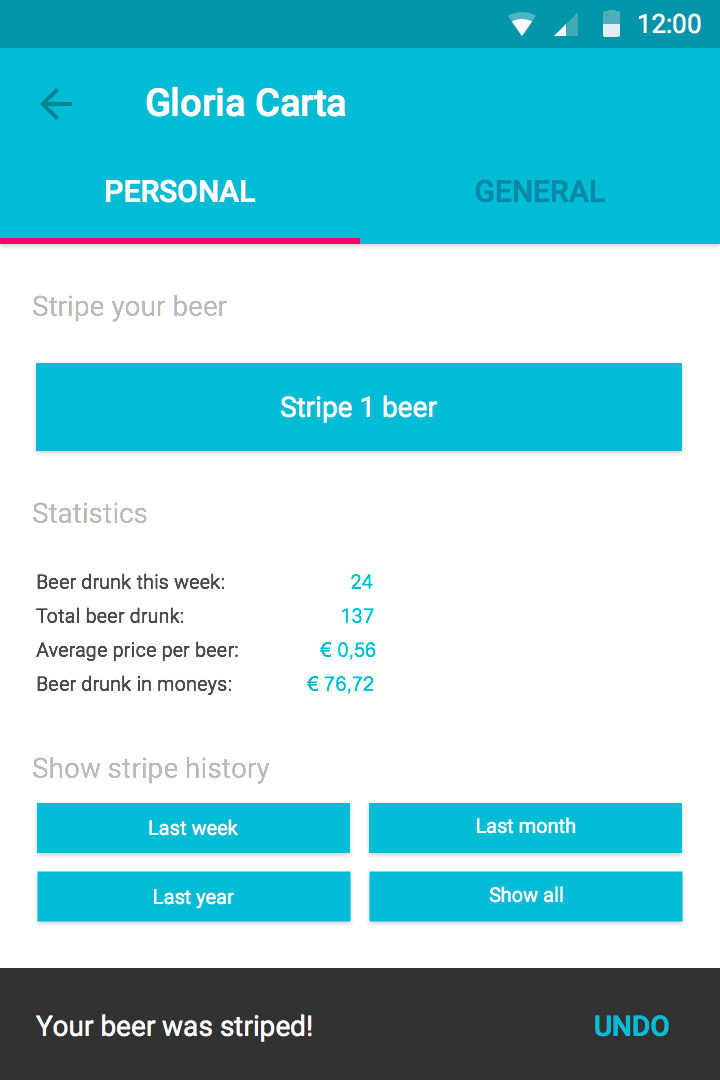 12:00
Gloria Carta
PERSONAL GENERAL
Stripe your beer
Stripe 1 beer
Statistics
Beer drunk this week: 24
Total beer drunk: 137
Average price per beer: € 0,56
Beer drunk in moneys: € 76,72
Show stripe history
Last week Last month
Last year Show all
Your beer was striped! UNDO